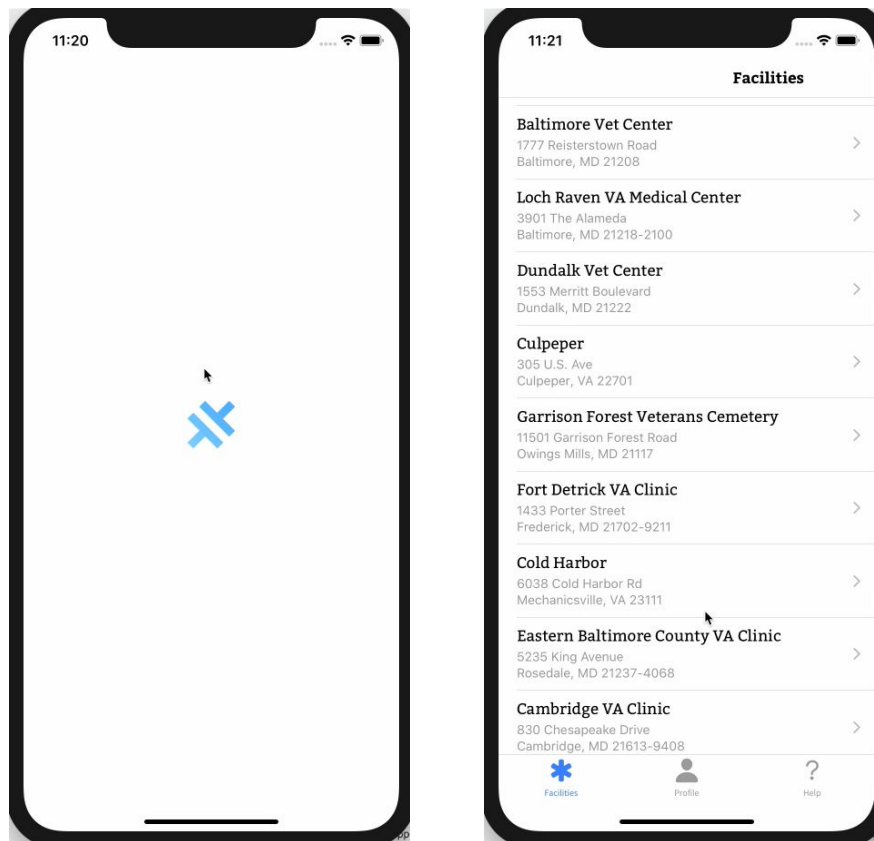 11:20
11:21
Facilities
Baltimore Vet Center
1777 Reisterstown Road
Baltimore, MD 21208
Loch Raven VA Medical Center
3901 The Alameda
Baltimore, MD 21218-2100
Dundalk Vet Center
1553 Merritt Boulevard
Dundalk, MD 21222
Culpeper
305 U.S. Ave
Culpeper, VA 22701
Garrison Forest Veterans Cemetery
11501 Garrison Forest Road
Owings Mills, MD 21117
Fort Detrick VA Clinic
1433 Porter Street
Frederick, MD 21702-9211
Cold Harbor
6038 Cold Harbor Rd
Mechanicsville, VA 23111
Eastern Baltimore County VA Clinic
5235 King Avenue
Rosedale, MD 21237-4068
Cambridge VA Clinic
830 Chesapeake Drive
Cambridge, MD 21613-9408
Facilities Profile Help